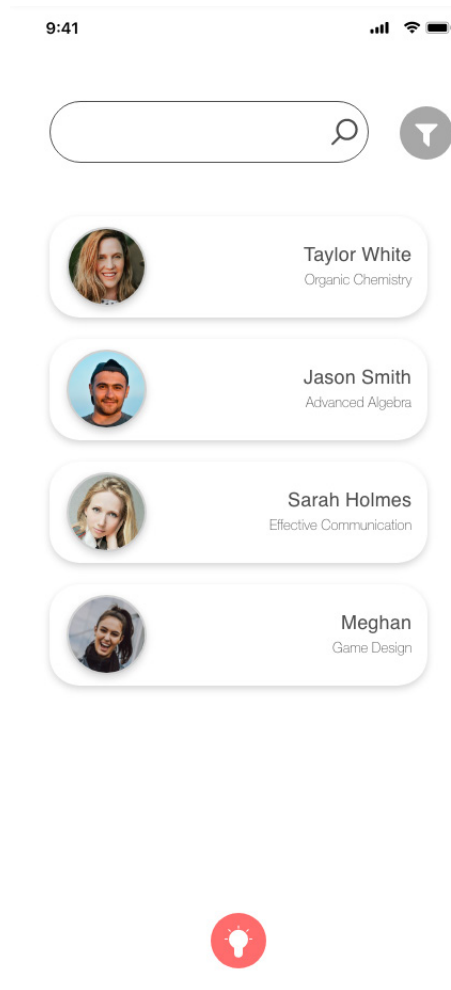 9:41
Taylor White
Organic Chemistry
Jason Smith
Advanced Algebra
Sarah Holmes
Effective Communication
Meghan
Game Design